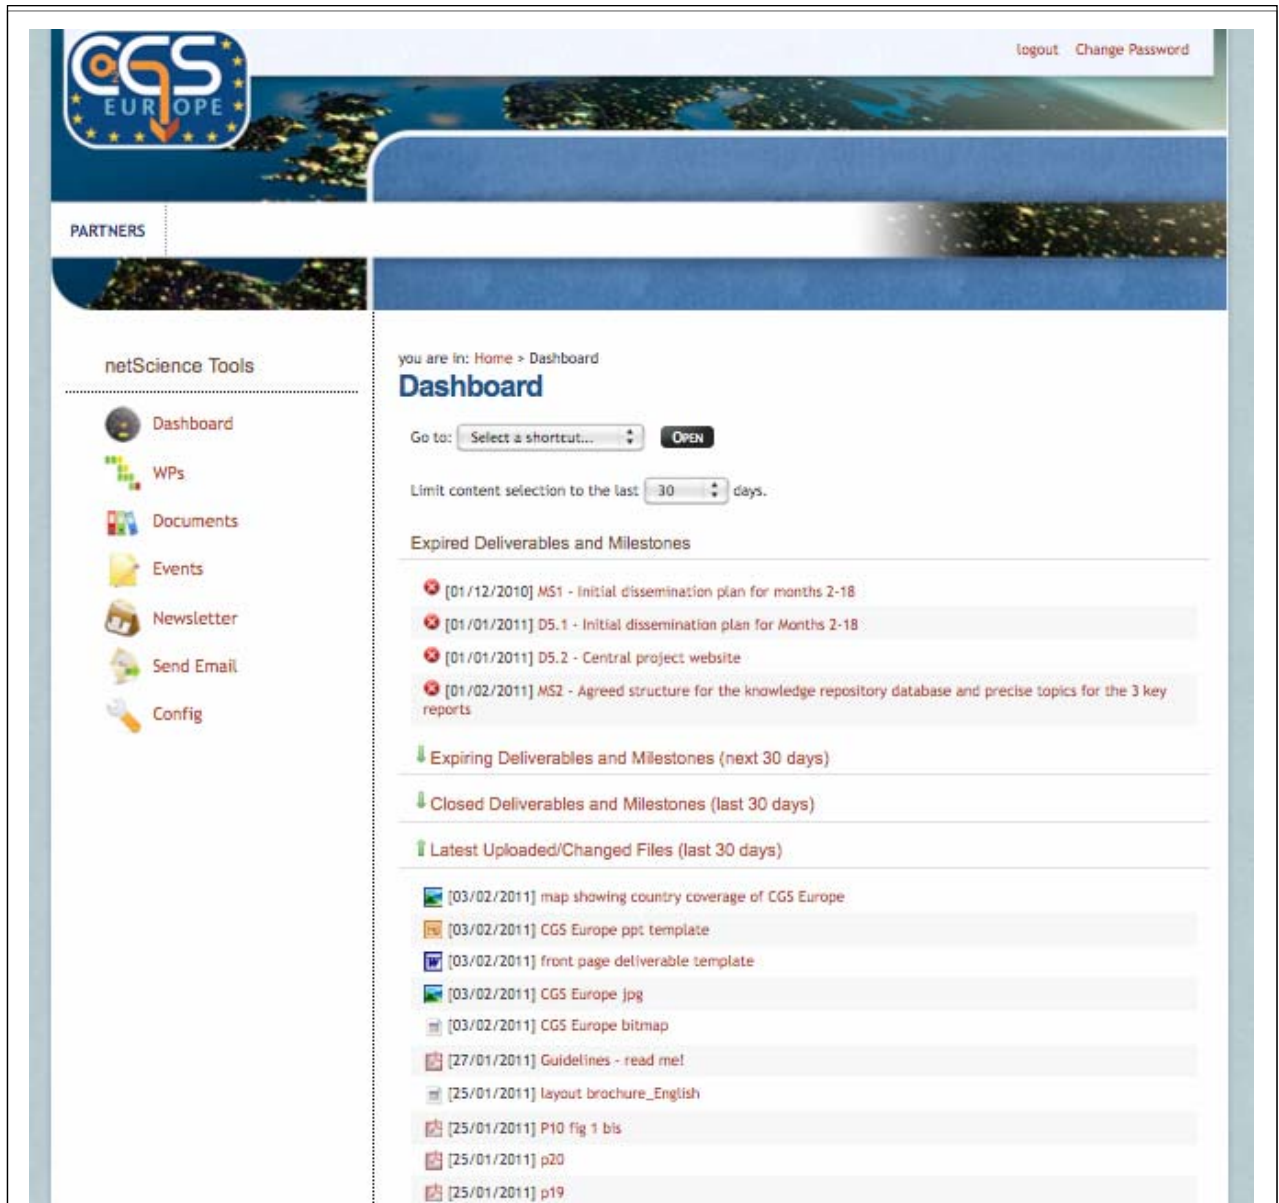 CO2GS
EUROPE
logout Change Password
PARTNERS
netScience Tools
Dashboard
WPs
Documents
Events
Newsletter
Send Email
Config
you are in: Home > Dashboard
Dashboard
Go to: Select a shortcut... OPEN
Limit content selection to the last 30 days.
Expired Deliverables and Milestones
[01/12/2010] MS1 - Initial dissemination plan for months 2-18
[01/01/2011] D5.1 - Initial dissemination plan for Months 2-18
[01/01/2011] D5.2 - Central project website
[01/02/2011] MS2 - Agreed structure for the knowledge repository database and precise topics for the 3 key
reports
Expiring Deliverables and Milestones (next 30 days)
Closed Deliverables and Milestones (last 30 days)
Latest Uploaded/Changed Files (last 30 days)
[03/02/2011] map showing country coverage of CGS Europe
[03/02/2011] CGS Europe ppt template
[03/02/2011] front page deliverable template
[03/02/2011] CGS Europe jpg
[03/02/2011] CGS Europe bitmap
[27/01/2011] Guidelines - read me!
[25/01/2011] layout brochure_English
[25/01/2011] P10 fig 1 bis
[25/01/2011] p20
[25/01/2011] p19